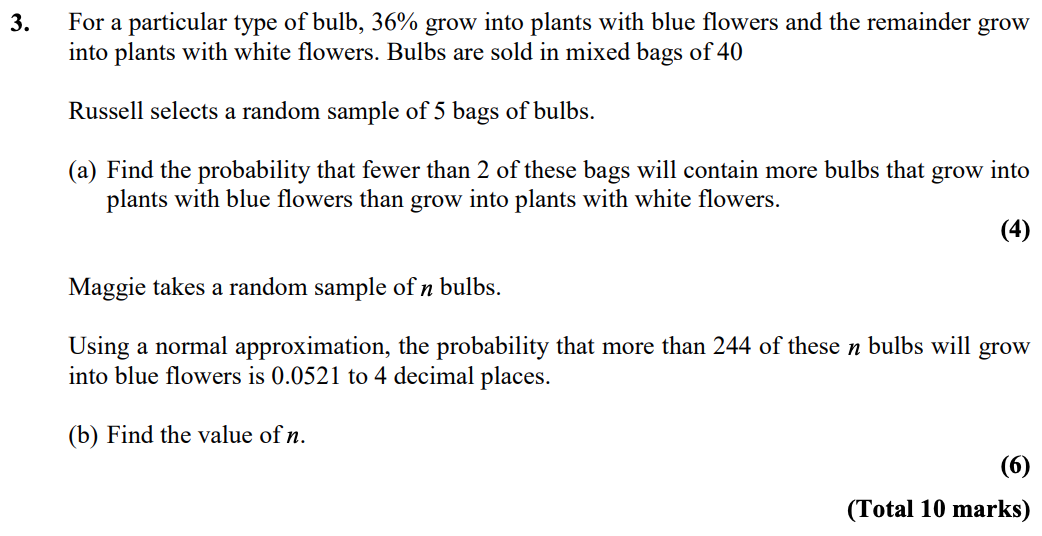 3. For a particular type of bulb, 36% grow into plants with blue flowers and the remainder grow
into plants with white flowers. Bulbs are sold in mixed bags of 40
Russell selects a random sample of 5 bags of bulbs.
(a) Find the probability that fewer than 2 of these bags will contain more bulbs that grow into
plants with blue flowers than grow into plants with white flowers.
(4)
Maggie takes a random sample of n bulbs.
Using a normal approximation, the probability that more than 244 of these n bulbs will grow
into blue flowers is 0.0521 to 4 decimal places.
(b) Find the value of n.
(6)
(Total 10 marks)